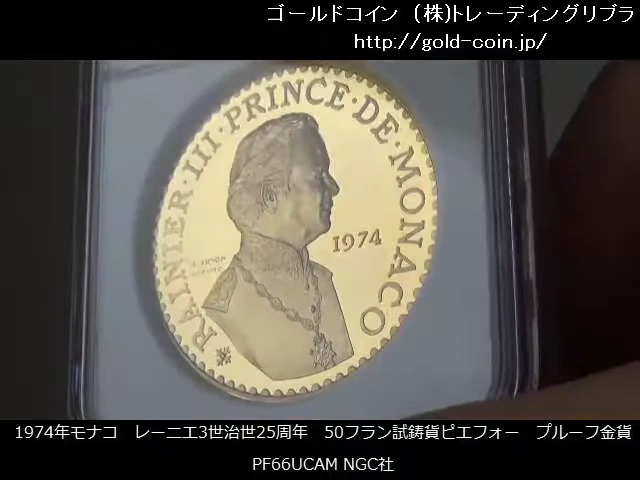 ゴールドコイン （株）トレーディングリブラ
http://gold-coin.jp/
RAINIER·III·PRINCE·DE·MONACO
1974
1974年モナコ　レーニエ3世治世25周年　50フラン試鋳貨ピエフォー　プルーフ金貨
PF66UCAM NGC社